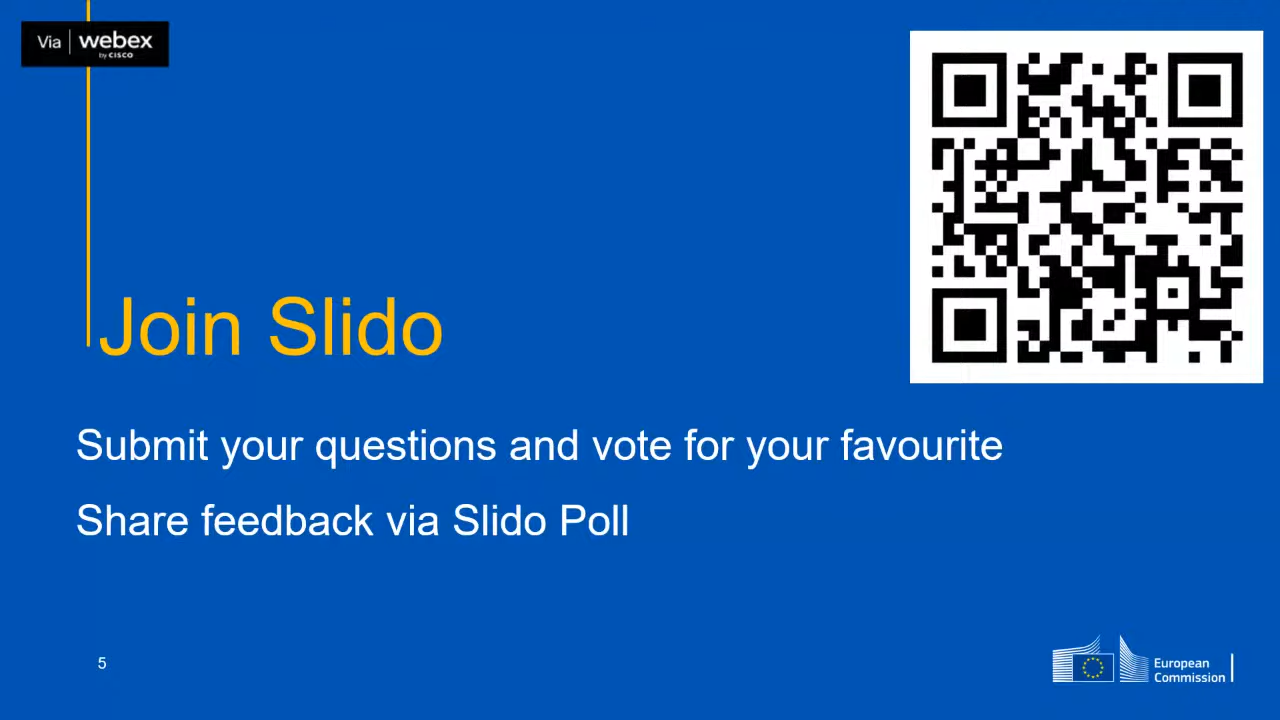 Via webex
by CISCO
Join Slido
Submit your questions and vote for your favourite
Share feedback via Slido Poll
5
European
Commission